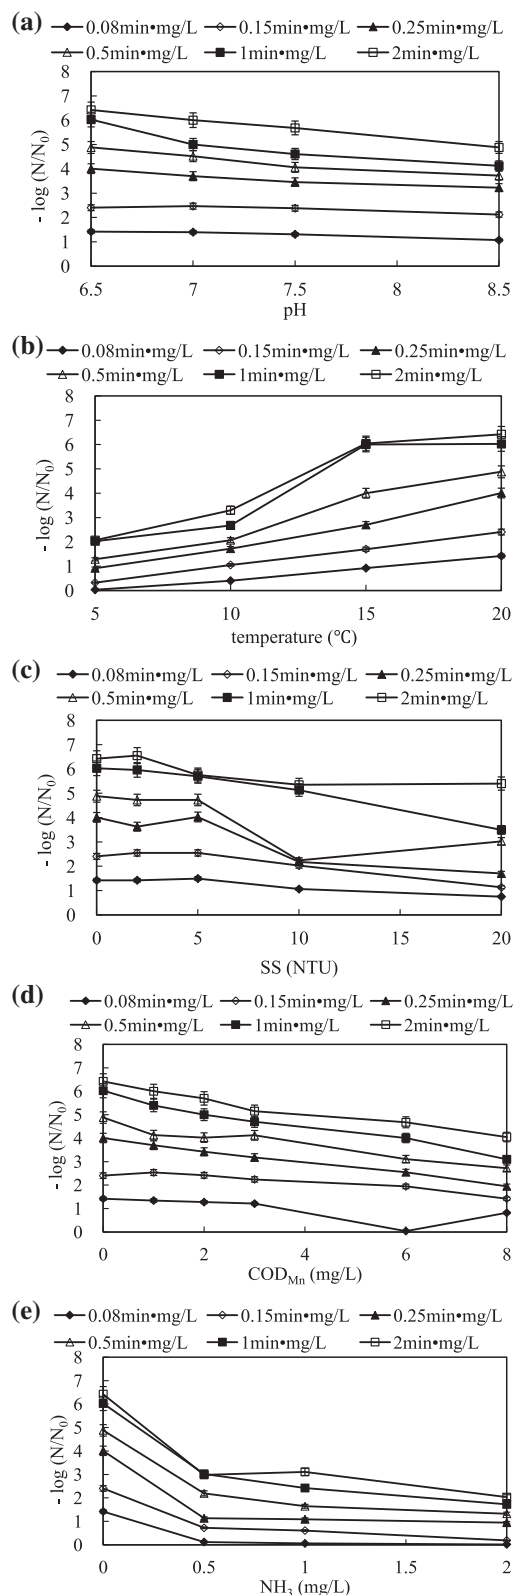 (a) 0.08min•mg/L 0.15min•mg/L 0.25min•mg/L
0.5min•mg/L 1min•mg/L 2min•mg/L
- log (N/N0)
8
7
6
5
4
3
2
1
0
6.5 7 7.5 8 8.5
pH
(b) 0.08min•mg/L 0.15min•mg/L 0.25min•mg/L
0.5min•mg/L 1min•mg/L 2min•mg/L
- log (N/N0)
8
7
6
5
4
3
2
1
0
5 10 15 20
temperature (℃)
(c) 0.08min•mg/L 0.15min•mg/L 0.25min•mg/L
0.5min•mg/L 1min•mg/L 2min•mg/L
- log (N/N0)
8
7
6
5
4
3
2
1
0
0 5 10 15 20
SS (NTU)
(d) 0.08min•mg/L 0.15min•mg/L 0.25min•mg/L
0.5min•mg/L 1min•mg/L 2min•mg/L
- log (N/N0)
8
7
6
5
4
3
2
1
0
0 2 4 6 8
CODMn (mg/L)
(e) 0.08min•mg/L 0.15min•mg/L 0.25min•mg/L
0.5min•mg/L 1min•mg/L 2min•mg/L
- log (N/N0)
8
7
6
5
4
3
2
1
0
0 0.5 1 1.5 2
NH3 (mg/L)